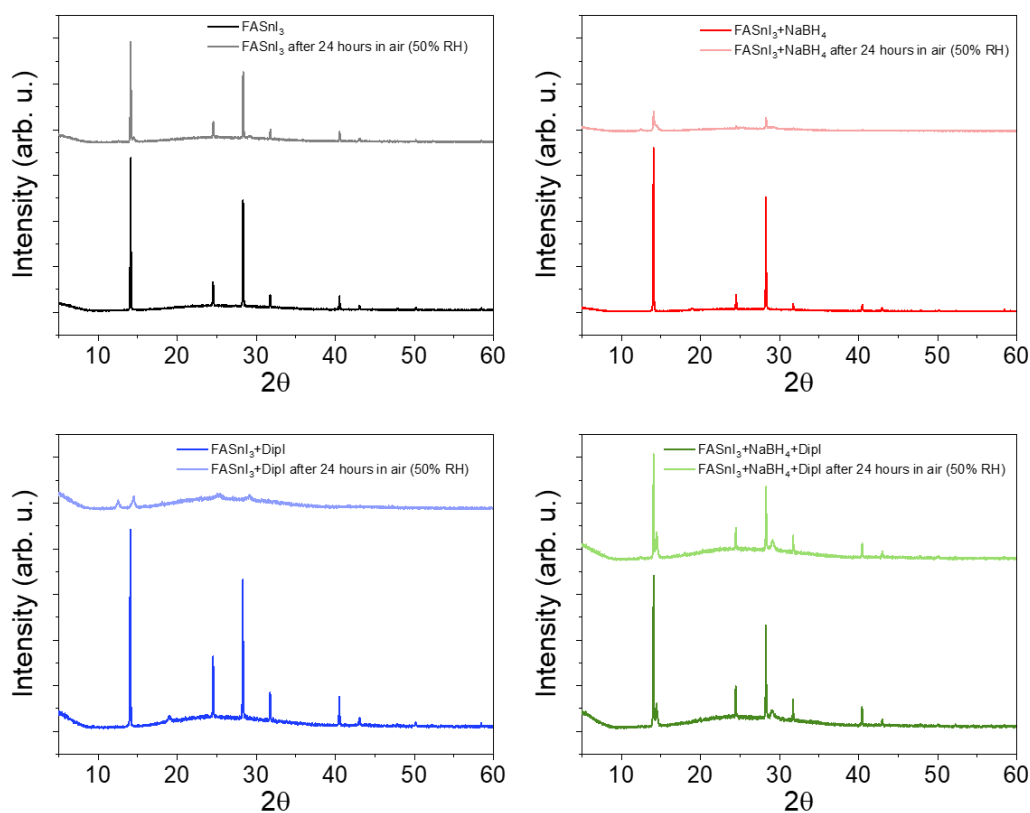 FASnI₃
FASnI₃ after 24 hours in air (50% RH)
Intensity (arb. u.)
10 20 30 40 50 60
2θ
FASnI₃+NaBH₄
FASnI₃+NaBH₄ after 24 hours in air (50% RH)
Intensity (arb. u.)
10 20 30 40 50 60
2θ
FASnI₃+DipI
FASnI₃+DipI after 24 hours in air (50% RH)
Intensity (arb. u.)
10 20 30 40 50 60
2θ
FASnI₃+NaBH₄+DipI
FASnI₃+NaBH₄+DipI after 24 hours in air (50% RH)
Intensity (arb. u.)
10 20 30 40 50 60
2θ